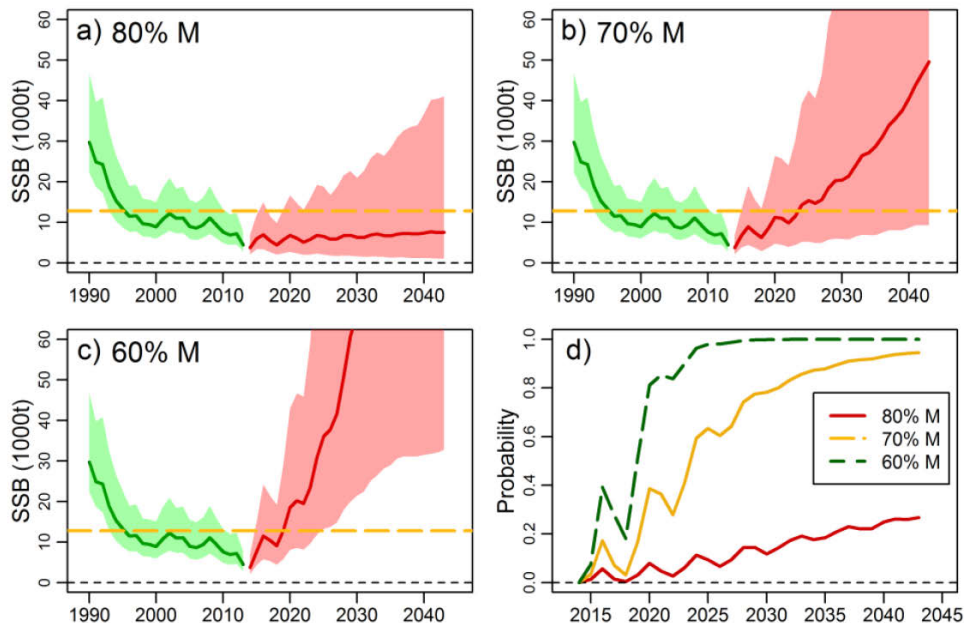 a) 80% M
SSB (1000t)
0 10 20 30 40 50 60
1990 2000 2010 2020 2030 2040
b) 70% M
SSB (1000t)
0 10 20 30 40 50 60
1990 2000 2010 2020 2030 2040
c) 60% M
SSB (1000t)
0 10 20 30 40 50 60
1990 2000 2010 2020 2030 2040
d)
Probability
0.0 0.2 0.4 0.6 0.8 1.0
80% M
70% M
60% M
2015 2020 2025 2030 2035 2040 2045